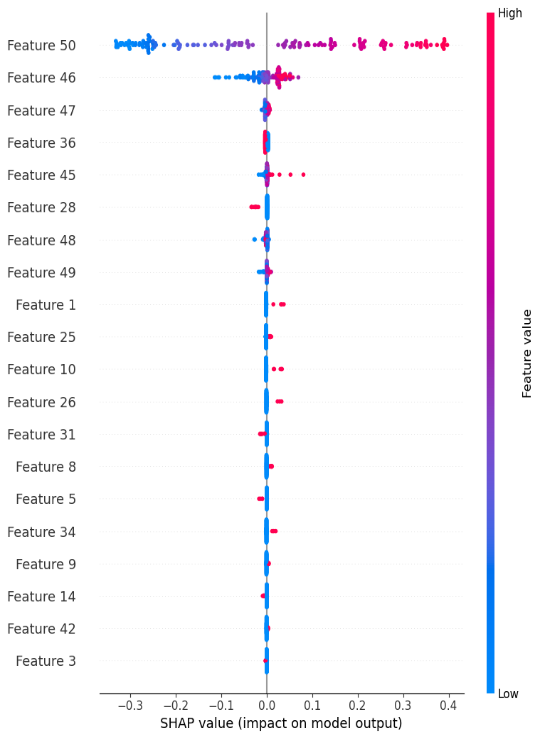 High
Feature 50
Feature 46
Feature 47
Feature 36
Feature 45
Feature 28
Feature 48
Feature 49
Feature 1
Feature 25
Feature 10
Feature 26
Feature 31
Feature 8
Feature 5
Feature 34
Feature 9
Feature 14
Feature 42
Feature 3
Feature value
Low
−0.3 −0.2 −0.1 0.0 0.1 0.2 0.3 0.4
SHAP value (impact on model output)